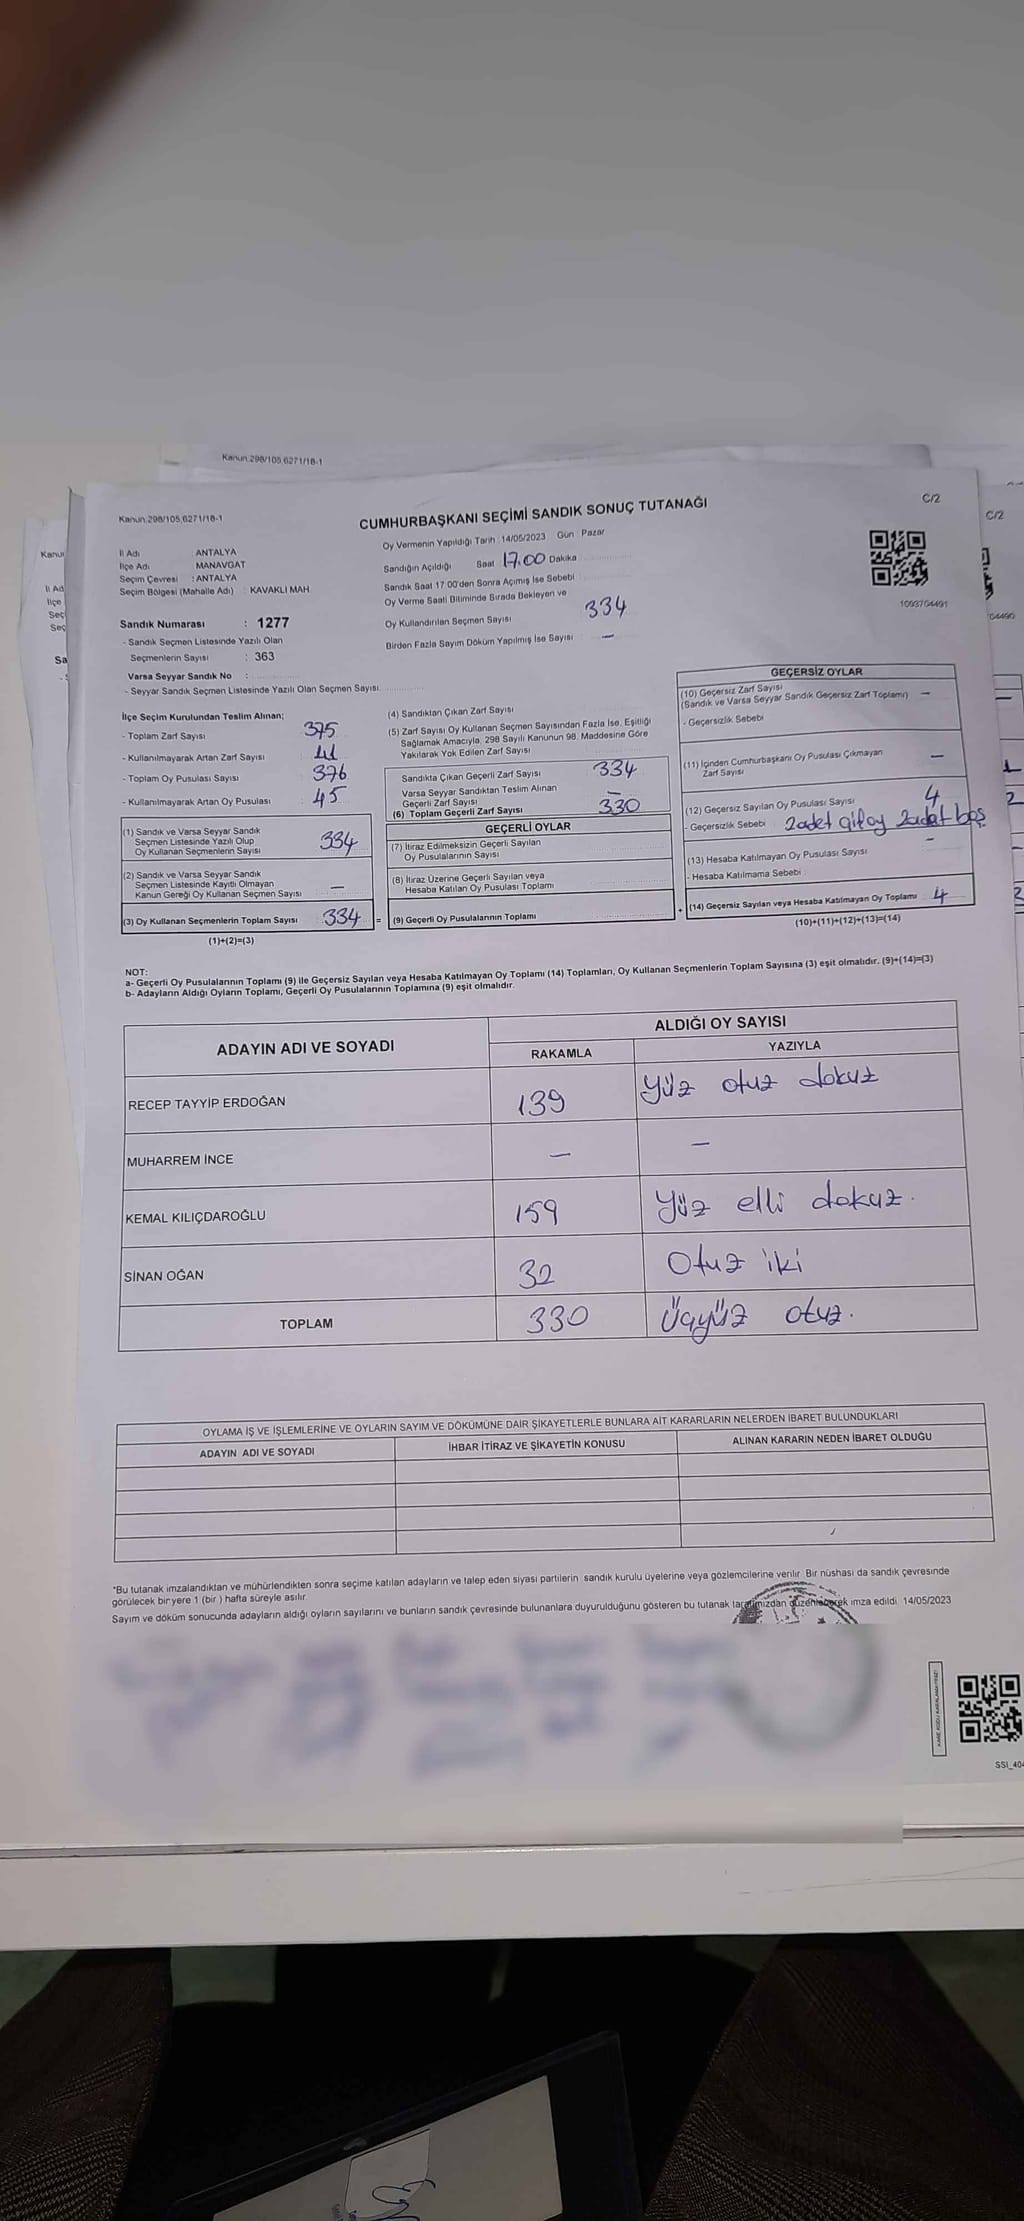 Kanun:298/105,6271/18-1
Kanun:298/105,6271/18-1
C/2
C/2
CUMHURBAŞKANI SEÇİMİ SANDIK SONUÇ TUTANAĞI
İl Adı : ANTALYA
İlçe Adı : MANAVGAT
Seçim Çevresi : ANTALYA
Seçim Bölgesi (Mahalle Adı) : KAVAKLI MAH.
Oy Vermenin Yapıldığı Tarih : 14/05/2023 Gün : Pazar
Sandığın Açıldığı Saat 17.00 Dakika
Sandık Saat 17:00'den Sonra Açımış İse Sebebi
Oy Verme Saati Bitiminde Sırada Bekleyen ve
Oy Kullandırılan Seçmen Sayısı 334
Birden Fazla Sayım Döküm Yapılmış İse Sayısı : —
1093704491
Sandık Numarası : 1277
- Sandık Seçmen Listesinde Yazılı Olan
Seçmenlerin Sayısı : 363
Varsa Seyyar Sandık No :
- Seyyar Sandık Seçmen Listesinde Yazılı Olan Seçmen Sayısı:
İlçe Seçim Kurulundan Teslim Alınan;
- Toplam Zarf Sayısı : 375
- Kullanılmayarak Artan Zarf Sayısı : 41
- Toplam Oy Pusulası Sayısı : 376
- Kullanılmayarak Artan Oy Pusulası : 45
(1) Sandık ve Varsa Seyyar Sandık
Seçmen Listesinde Yazılı Olup
Oy Kullanan Seçmenlerin Sayısı 334
(2) Sandık ve Varsa Seyyar Sandık
Seçmen Listesinde Kayıtlı Olmayan
Kanun Gereği Oy Kullanan Seçmen Sayısı —
(3) Oy Kullanan Seçmenlerin Toplam Sayısı 334 =
(1)+(2)=(3)
(4) Sandıktan Çıkan Zarf Sayısı
(5) Zarf Sayısı Oy Kullanan Seçmen Sayısından Fazla İse, Eşitliği
Sağlamak Amacıyla, 298 Sayılı Kanunun 98. Maddesine Göre
Yakılarak Yok Edilen Zarf Sayısı
Sandıkta Çıkan Geçerli Zarf Sayısı 334
Varsa Seyyar Sandıktan Teslim Alınan
Geçerli Zarf Sayısı —
(6) Toplam Geçerli Zarf Sayısı 330
GEÇERLİ OYLAR
(7) İtiraz Edilmeksizin Geçerli Sayılan
Oy Pusulalarının Sayısı
(8) İtiraz Üzerine Geçerli Sayılan veya
Hesaba Katılan Oy Pusulası Toplamı
(9) Geçerli Oy Pusulalarının Toplamı +
GEÇERSİZ OYLAR
(10) Geçersiz Zarf Sayısı
(Sandık ve Varsa Seyyar Sandık Geçersiz Zarf Toplamı) —
- Geçersizlik Sebebi
(11) İçinden Cumhurbaşkanı Oy Pusulası Çıkmayan
Zarf Sayısı —
(12) Geçersiz Sayılan Oy Pusulası Sayısı 4
- Geçersizlik Sebebi 2 adet çift oy 2 adet boş
(13) Hesaba Katılmayan Oy Pusulası Sayısı —
- Hesaba Katılmama Sebebi
(14) Geçersiz Sayılan veya Hesaba Katılmayan Oy Toplamı 4
(10)+(11)+(12)+(13)=(14)
NOT:
a- Geçerli Oy Pusulalarının Toplamı (9) ile Geçersiz Sayılan veya Hesaba Katılmayan Oy Toplamı (14) Toplamları, Oy Kullanan Seçmenlerin Toplam Sayısına (3) eşit olmalıdır. (9)+(14)=(3)
b- Adayların Aldığı Oyların Toplamı, Geçerli Oy Pusulalarının Toplamına (9) eşit olmalıdır.
ADAYIN ADI VE SOYADI
ALDIĞI OY SAYISI
RAKAMLA YAZIYLA
RECEP TAYYİP ERDOĞAN 139 Yüz otuz dokuz
MUHARREM İNCE — —
KEMAL KILIÇDAROĞLU 159 Yüz elli dokuz.
SİNAN OĞAN 32 Otuz iki
TOPLAM 330 Üçyüz otuz.
OYLAMA İŞ VE İŞLEMLERİNE VE OYLARIN SAYIM VE DÖKÜMÜNE DAİR ŞİKAYETLERLE BUNLARA AİT KARARLARIN NELERDEN İBARET BULUNDUKLARI
ADAYIN ADI VE SOYADI İHBAR İTİRAZ VE ŞİKAYETİN KONUSU ALINAN KARARIN NEDEN İBARET OLDUĞU
*Bu tutanak imzalandıktan ve mühürlendikten sonra seçime katılan adayların ve talep eden siyasi partilerin sandık kurulu üyelerine veya gözlemcilerine verilir. Bir nüshası da sandık çevresinde
görülecek bir yere 1 (bir ) hafta süreyle asılır.
Sayım ve döküm sonucunda adayların aldığı oyların sayılarını ve bunların sandık çevresinde bulunanlara duyurulduğunu gösteren bu tutanak tarafımızdan düzenlenerek imza edildi. 14/05/2023